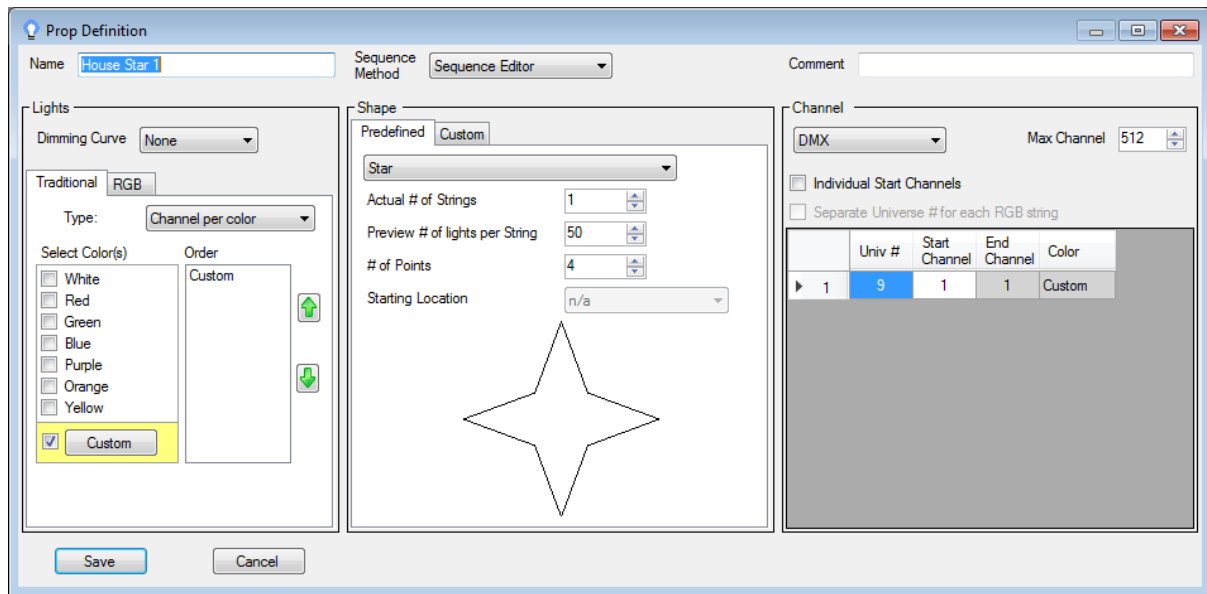 Prop Definition
Name House Star 1 Sequence Method Sequence Editor Comment
Lights
Dimming Curve None
Traditional RGB
Type: Channel per color
Select Color(s) Order
White Custom
Red
Green
Blue
Purple
Orange
Yellow
Custom
Shape
Predefined Custom
Star
Actual # of Strings 1
Preview # of lights per String 50
# of Points 4
Starting Location n/a
Channel
DMX Max Channel 512
Individual Start Channels
Separate Universe # for each RGB string
Univ # Start Channel End Channel Color
1 9 1 1 Custom
Save Cancel